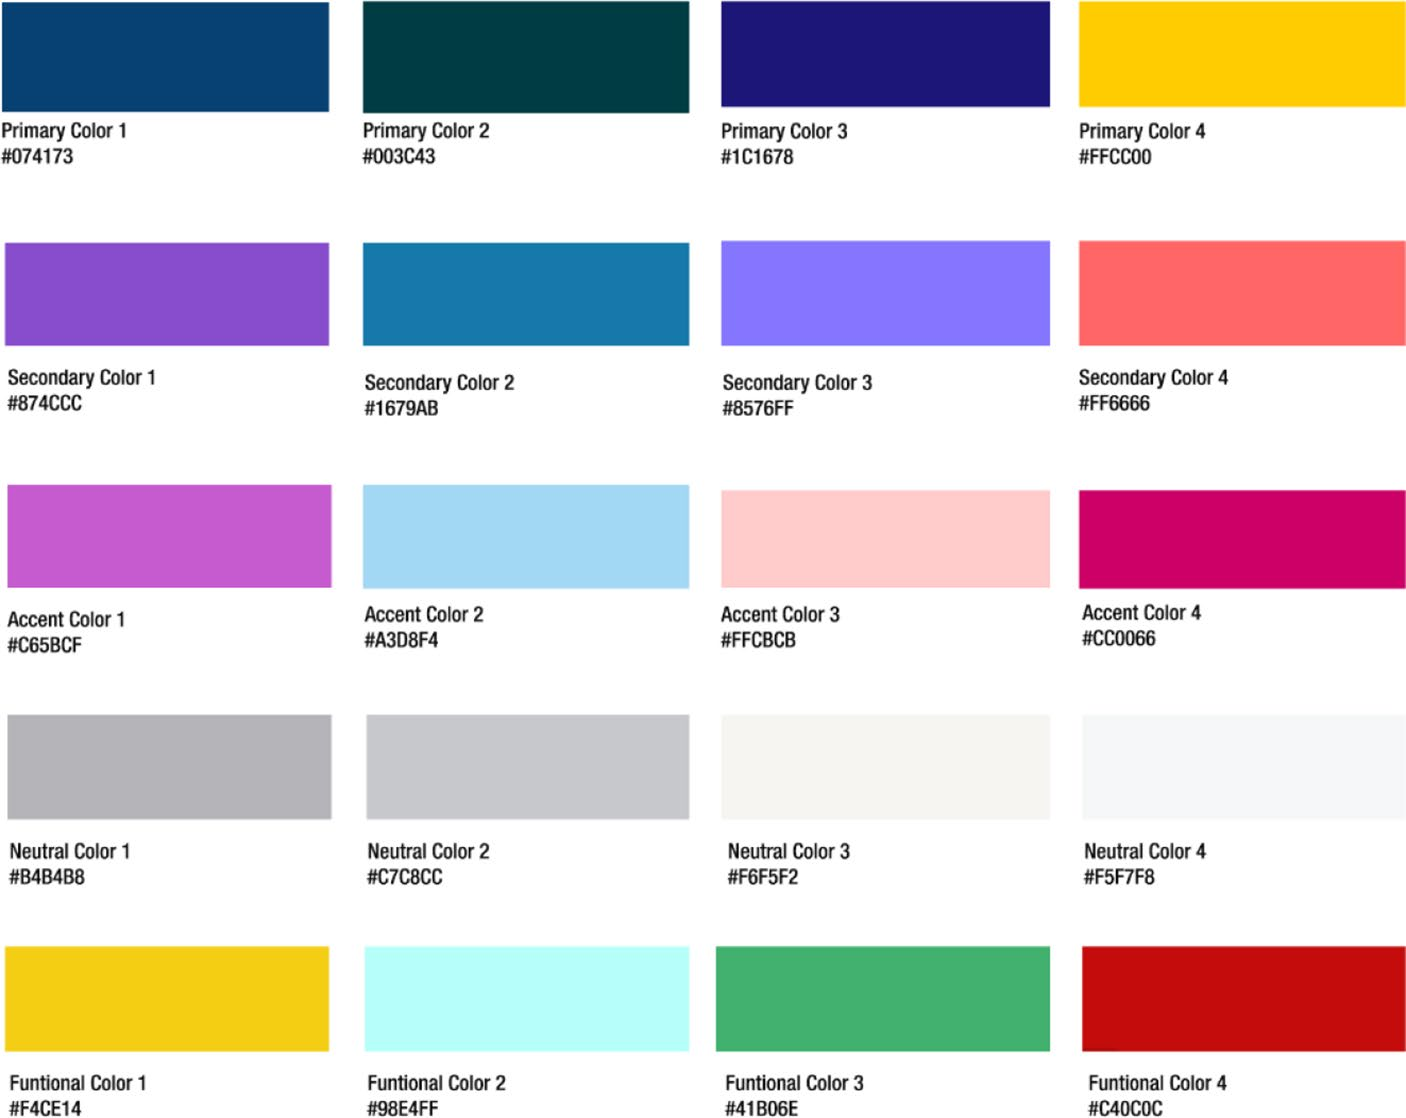 Primary Color 1
#074173
Primary Color 2
#003C43
Primary Color 3
#1C1678
Primary Color 4
#FFCC00
Secondary Color 1
#874CCC
Secondary Color 2
#1679AB
Secondary Color 3
#8576FF
Secondary Color 4
#FF6666
Accent Color 1
#C65BCF
Accent Color 2
#A3D8F4
Accent Color 3
#FFCBCB
Accent Color 4
#CC0066
Neutral Color 1
#B4B4B8
Neutral Color 2
#C7C8CC
Neutral Color 3
#F6F5F2
Neutral Color 4
#F5F7F8
Funtional Color 1
#F4CE14
Funtional Color 2
#98E4FF
Funtional Color 3
#41B06E
Funtional Color 4
#C40C0C